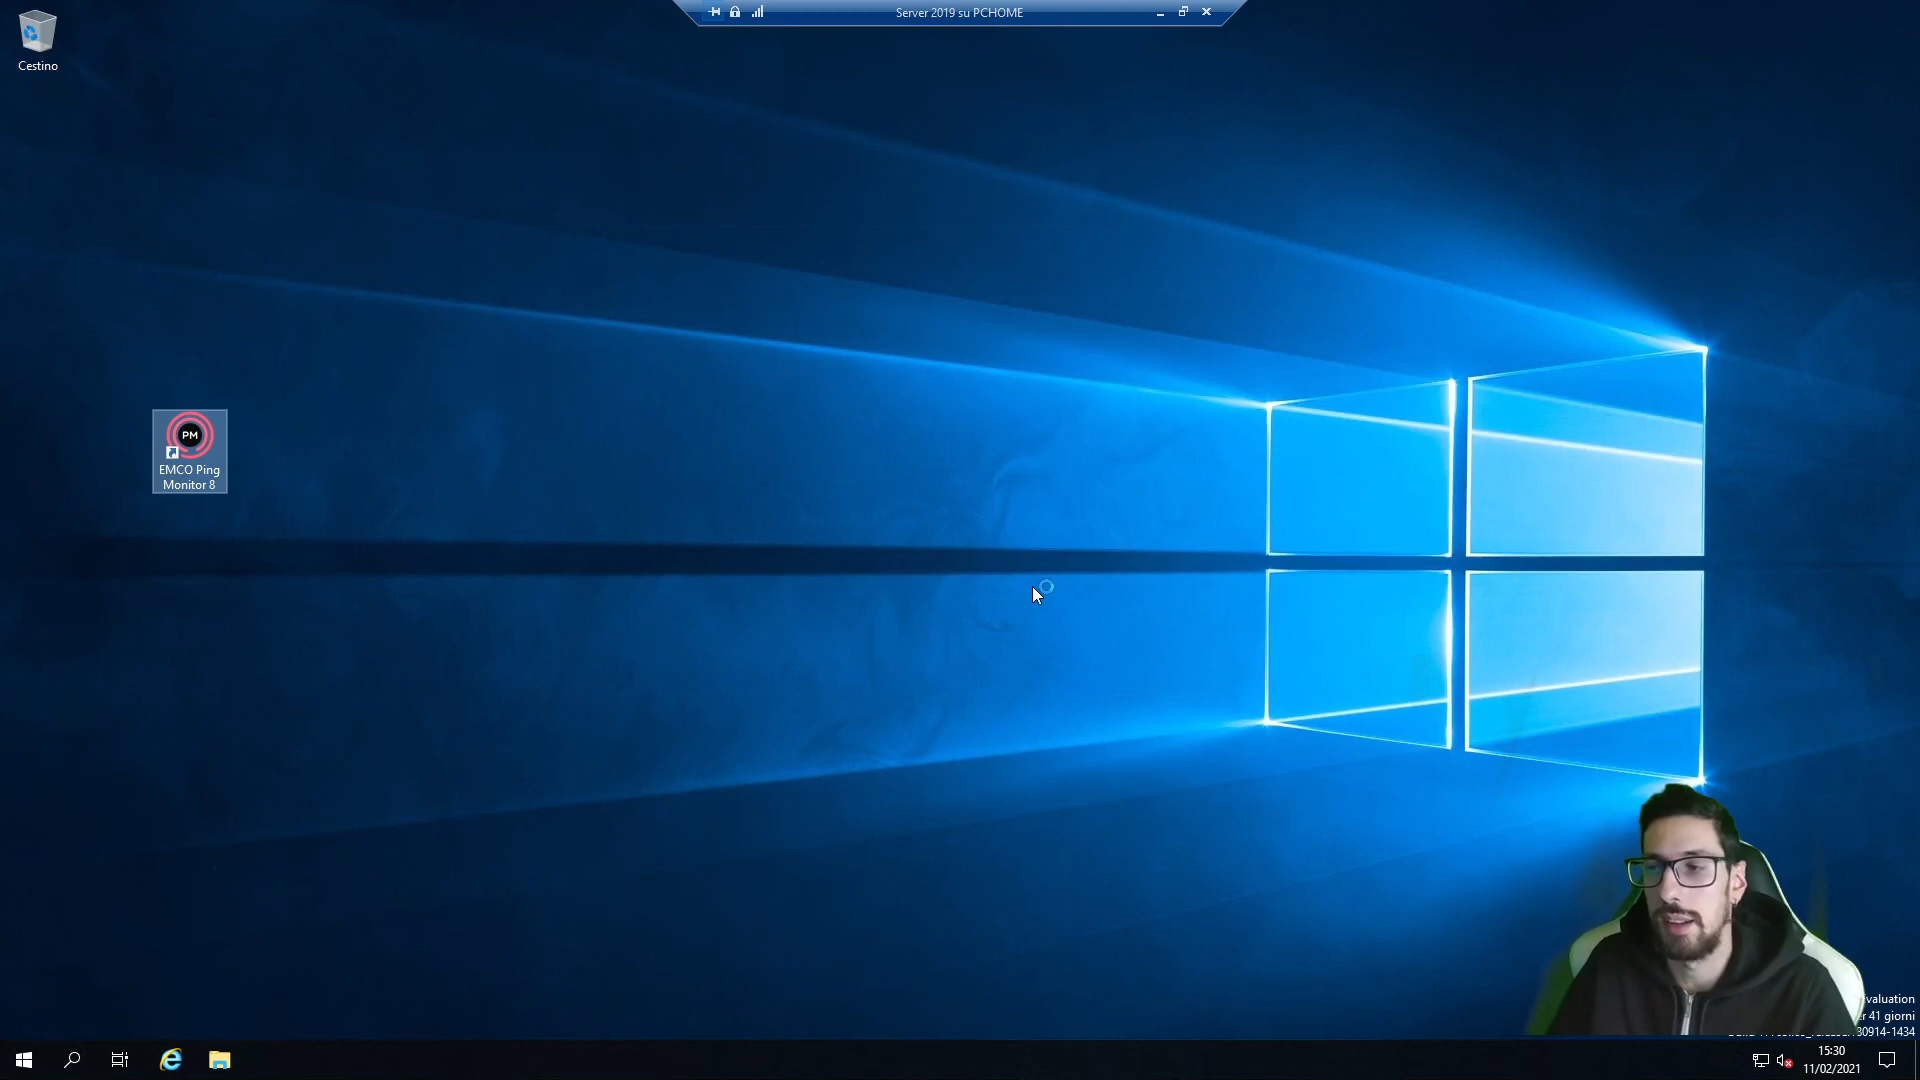 Server 2019 su PCHOME
Cestino
PM
EMCO Ping
Monitor 8
valuation
41 giorni
30914-1434
15:30
11/02/2021